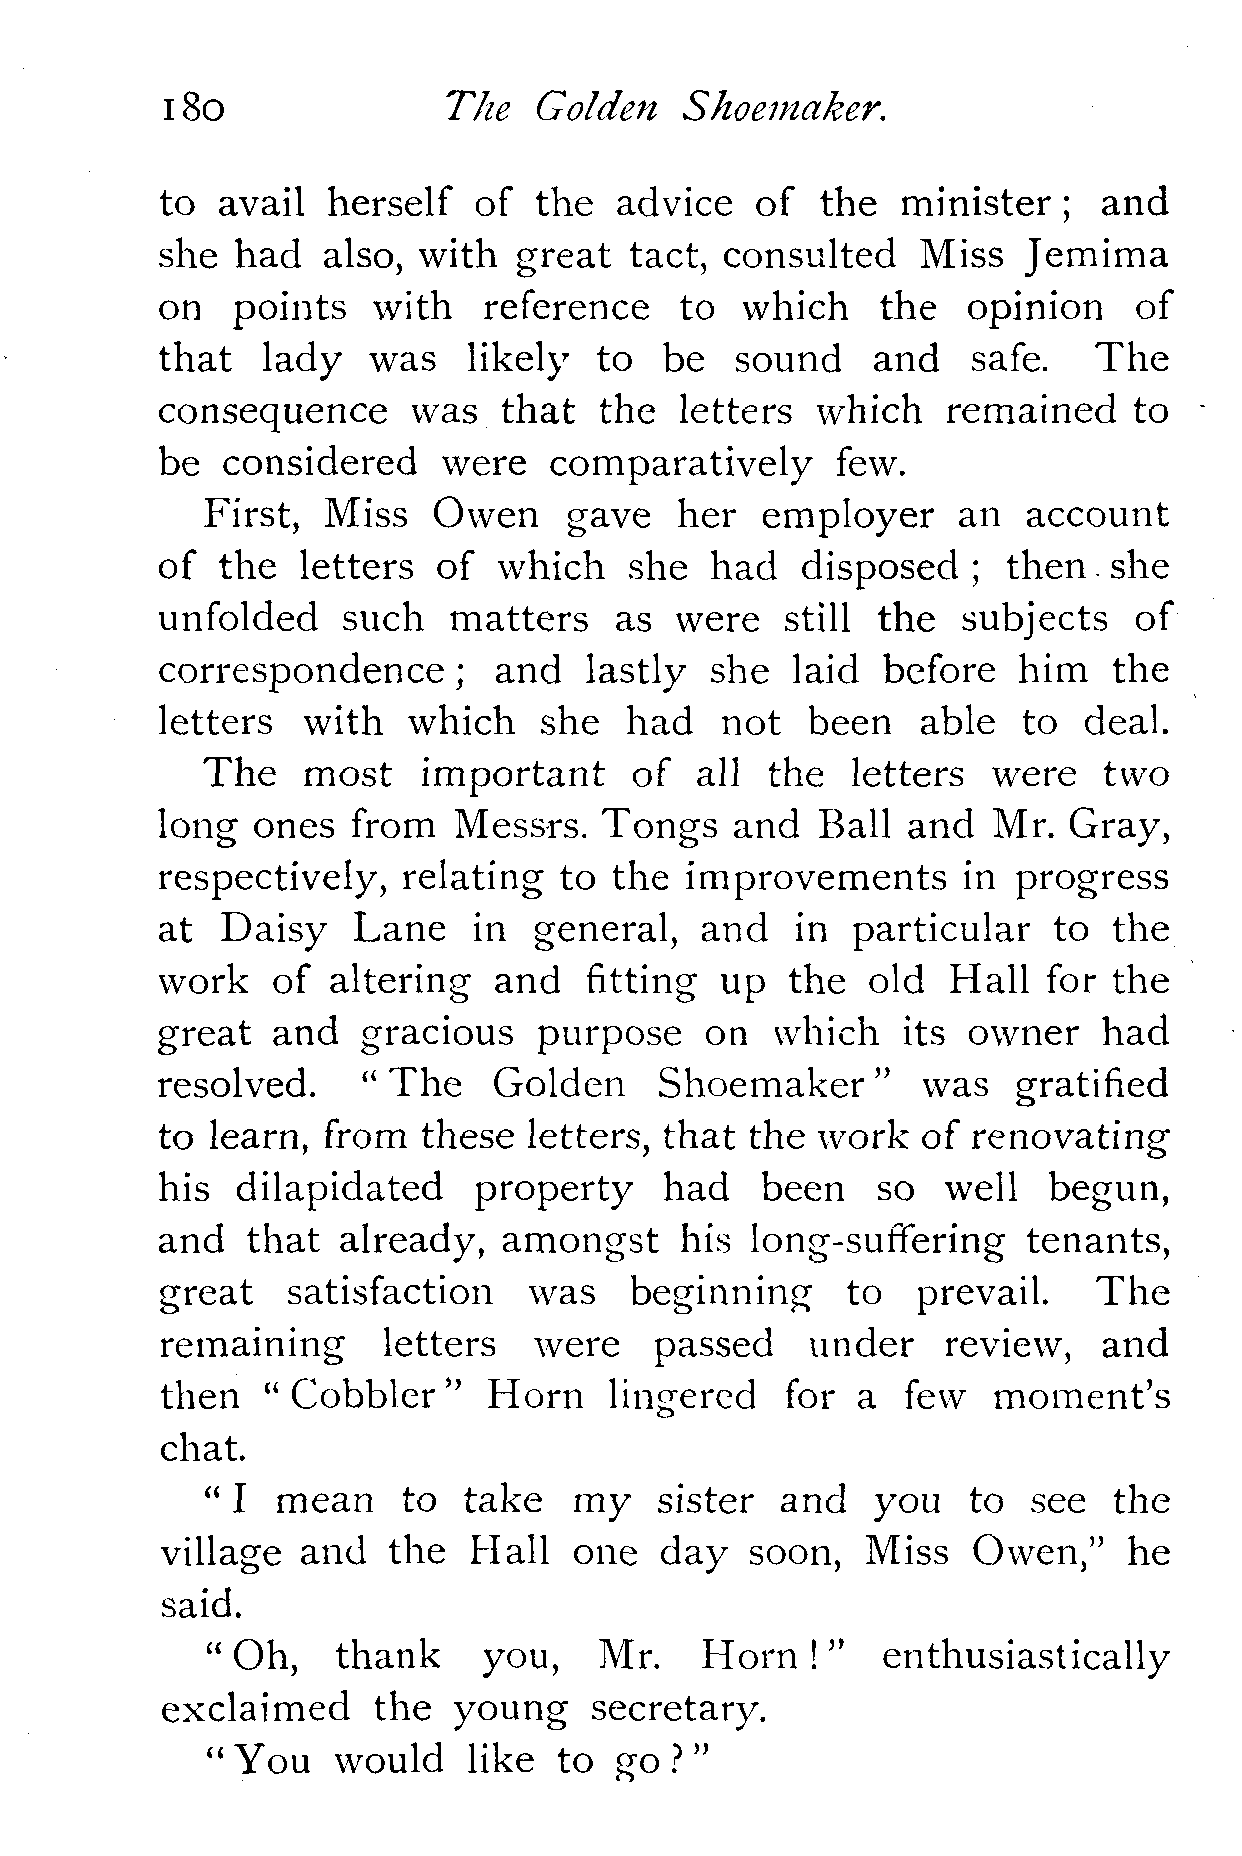 180 The Golden Shoemaker.
to avail herself of the advice of the minister; and
she had also, with great tact, consulted Miss Jemima
on points with reference to which the opinion of
that lady was likely to be sound and safe. The
consequence was that the letters which remained to
be considered were comparatively few.
First, Miss Owen gave her employer an account
of the letters of which she had disposed; then she
unfolded such matters as were still the subjects of
correspondence; and lastly she laid before him the
letters with which she had not been able to deal.
The most important of all the letters were two
long ones from Messrs. Tongs and Ball and Mr. Gray,
respectively, relating to the improvements in progress
at Daisy Lane in general, and in particular to the
work of altering and fitting up the old Hall for the
great and gracious purpose on which its owner had
resolved. "The Golden Shoemaker" was gratified
to learn, from these letters, that the work of renovating
his dilapidated property had been so well begun,
and that already, amongst his long-suffering tenants,
great satisfaction was beginning to prevail. The
remaining letters were passed under review, and
then "Cobbler" Horn lingered for a few moment's
chat.
"I mean to take my sister and you to see the
village and the Hall one day soon, Miss Owen," he
said.
"Oh, thank you, Mr. Horn!" enthusiastically
exclaimed the young secretary.
"You would like to go?"